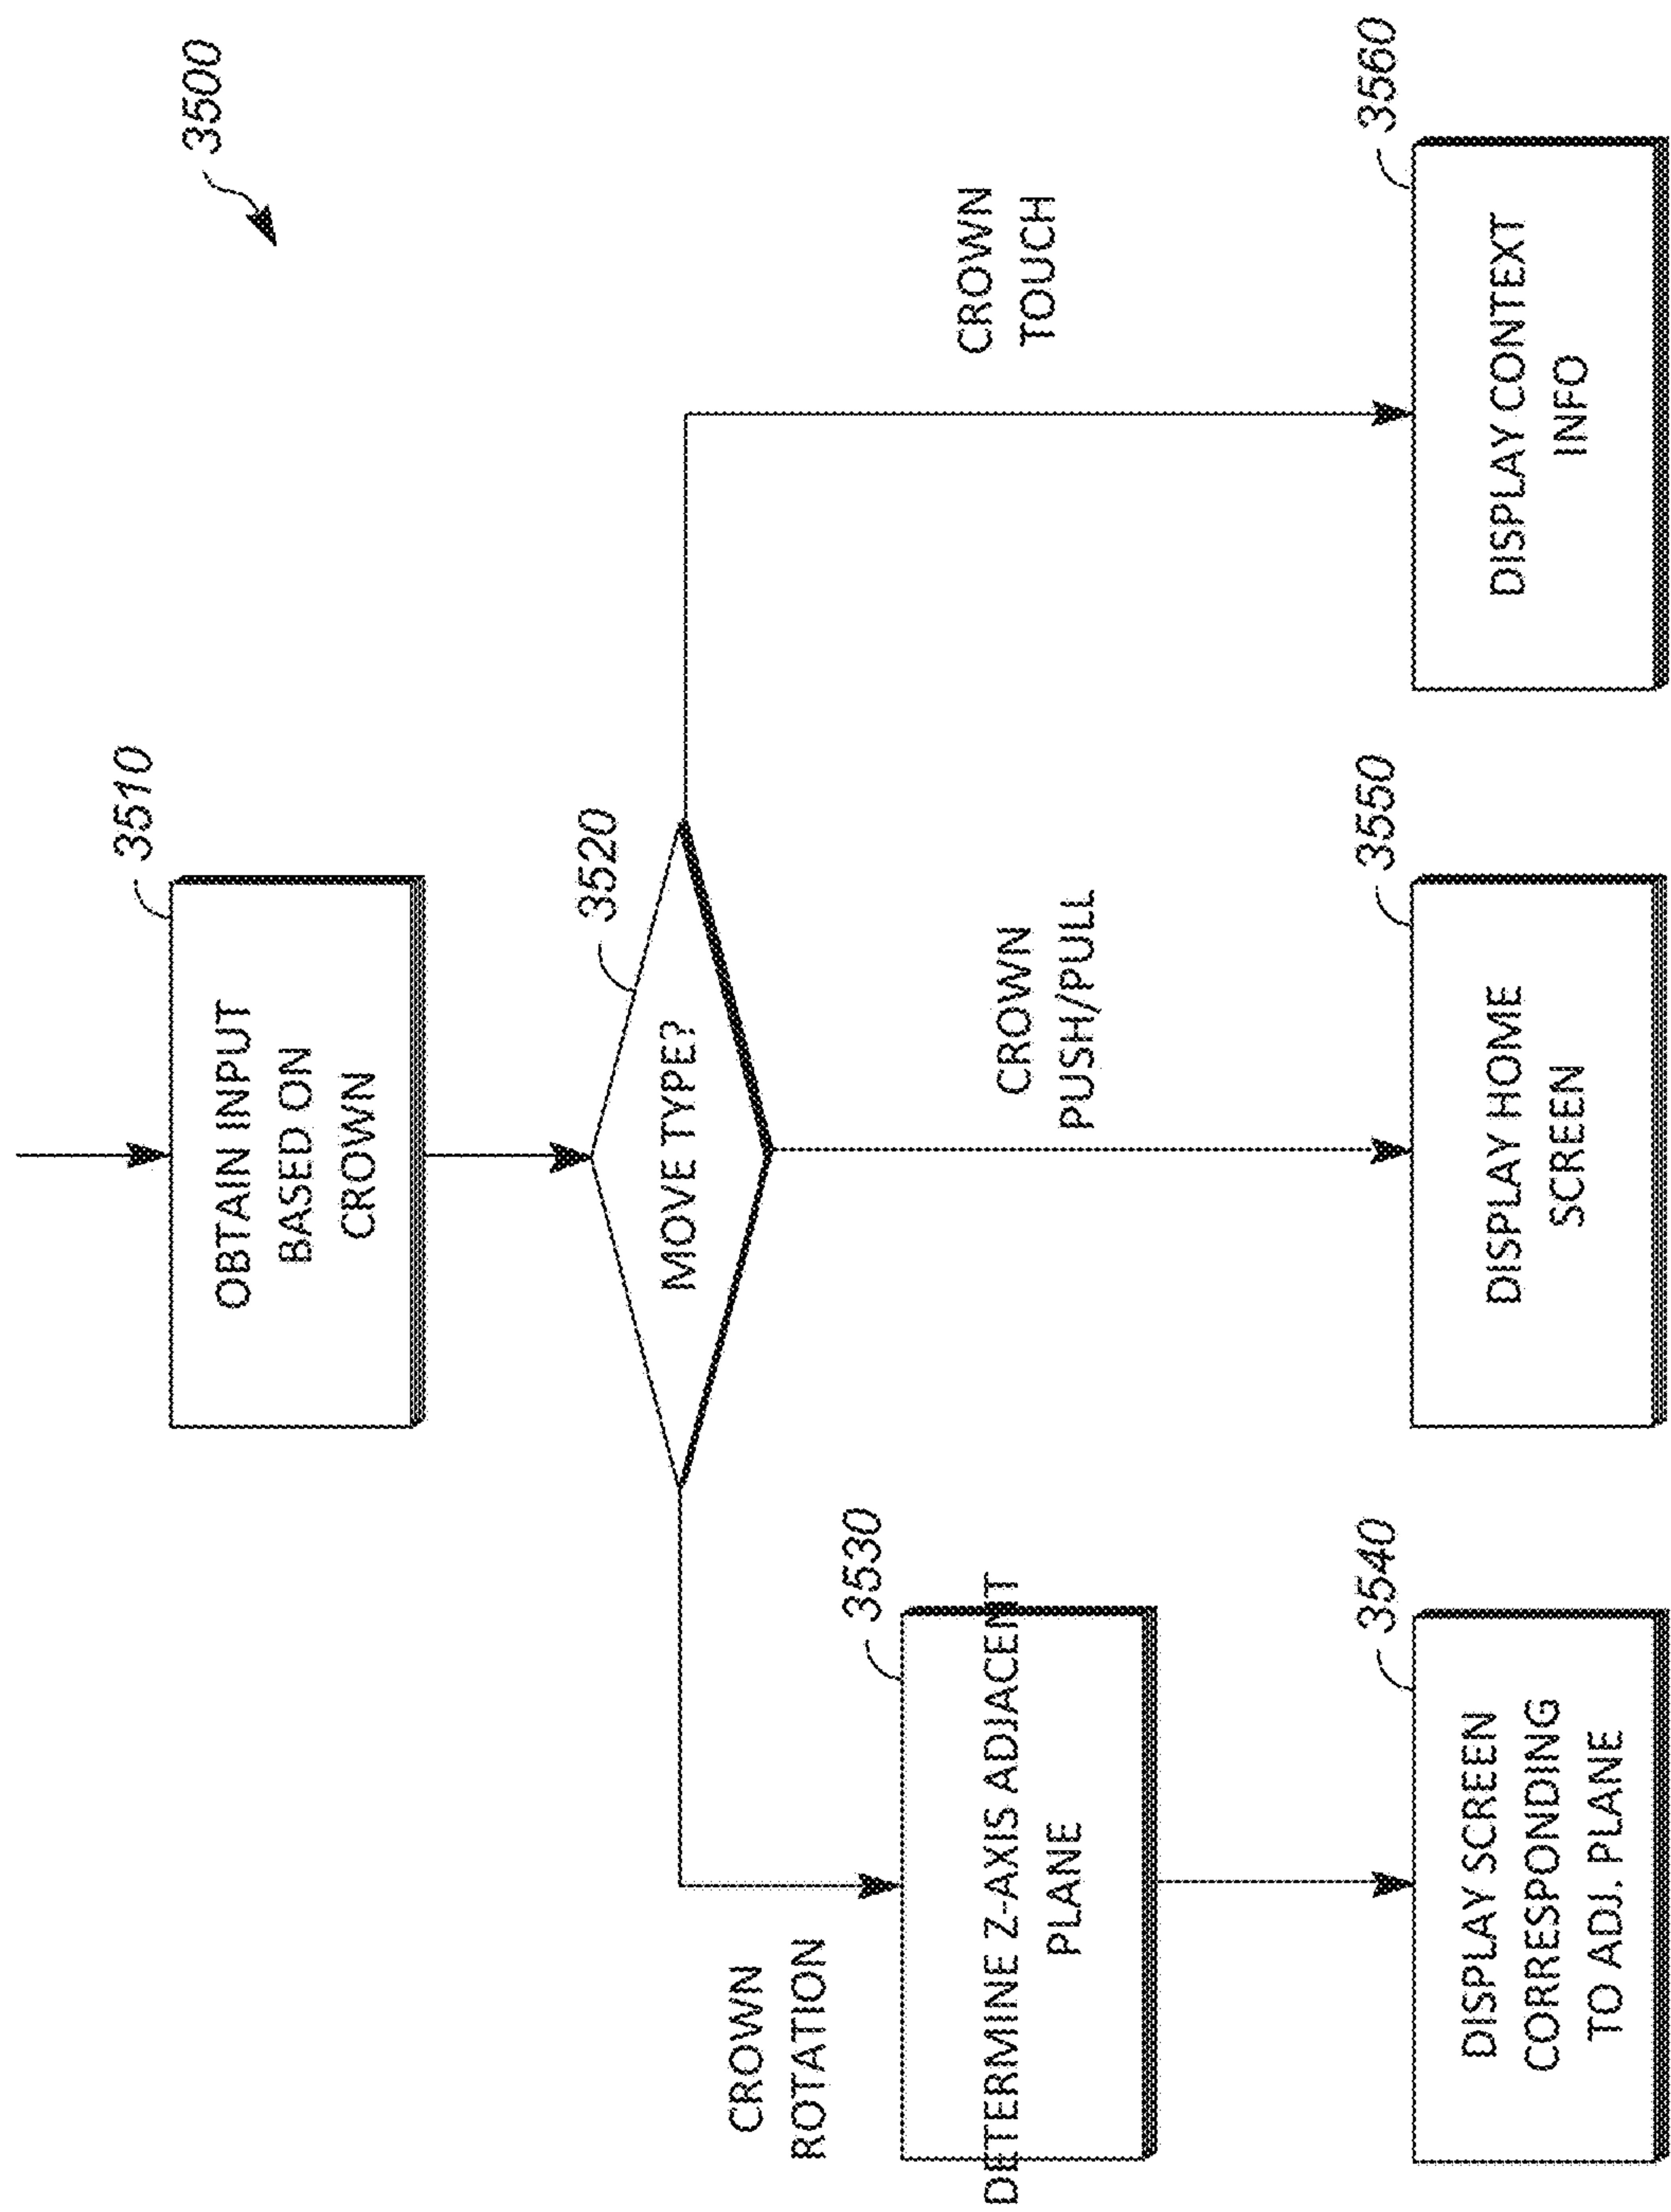 3500
3510
OBTAIN INPUT
BASED ON
CROWN
3520
MOVE TYPE?
CROWN
ROTATION
CROWN
PUSH/PULL
CROWN
TOUCH
3530
DETERMINE Z-AXIS ADJACENT
PLANE
3540
DISPLAY SCREEN
CORRESPONDING
TO ADJ. PLANE
3550
DISPLAY HOME
SCREEN
3560
DISPLAY CONTEXT
INFO